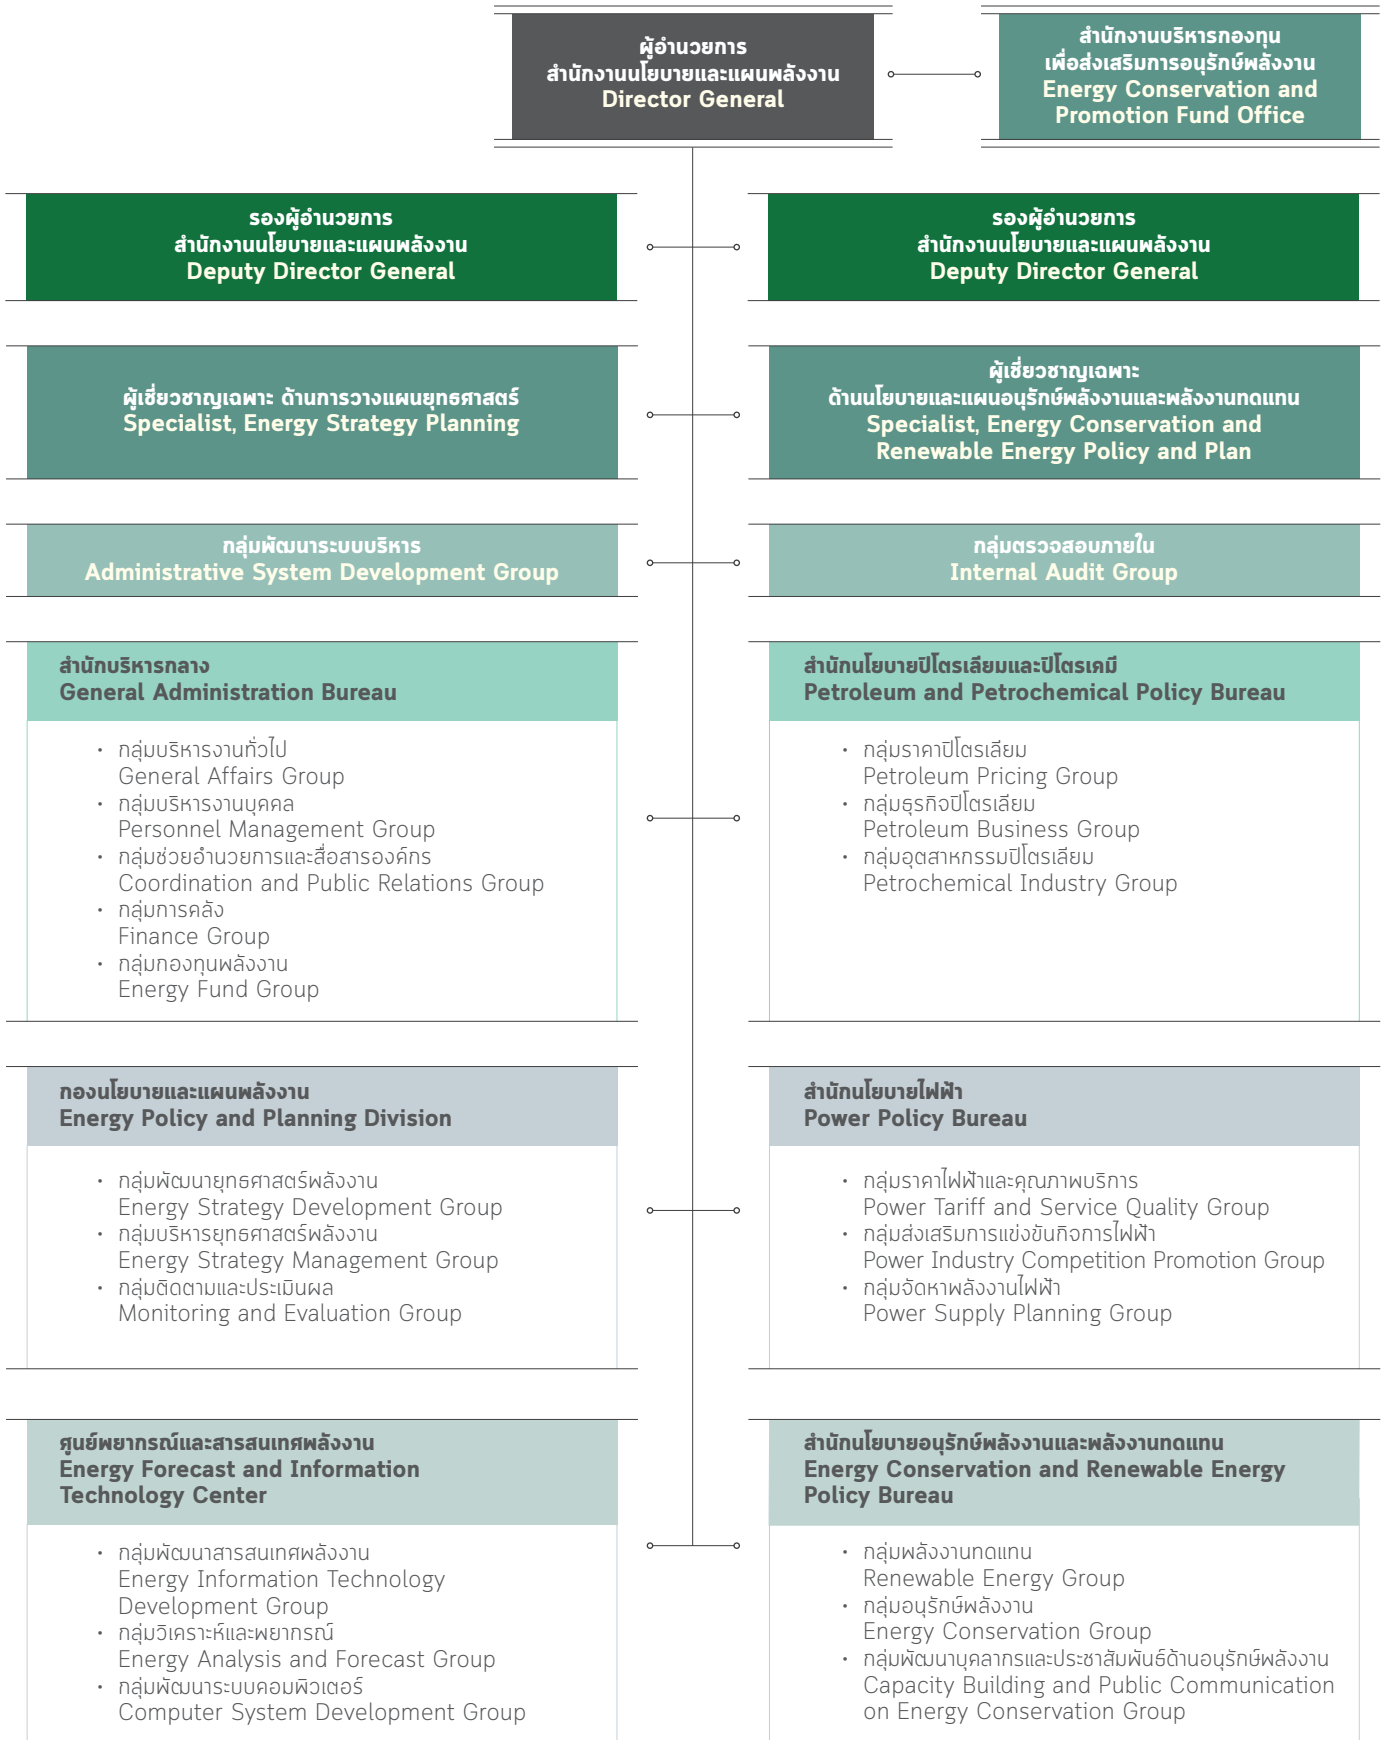 ผู้อำนวยการ
สำนักงานนโยบายและแผนพลังงาน
Director General
สำนักงานบริหารกองทุน
เพื่อส่งเสริมการอนุรักษ์พลังงาน
Energy Conservation and
Promotion Fund Office
รองผู้อำนวยการ
สำนักงานนโยบายและแผนพลังงาน
Deputy Director General
รองผู้อำนวยการ
สำนักงานนโยบายและแผนพลังงาน
Deputy Director General
ผู้เชี่ยวชาญเฉพาะ ด้านการวางแผนยุทธศาสตร์
Specialist, Energy Strategy Planning
ผู้เชี่ยวชาญเฉพาะ
ด้านนโยบายและแผนอนุรักษ์พลังงานและพลังงานทดแทน
Specialist, Energy Conservation and
Renewable Energy Policy and Plan
กลุ่มพัฒนาระบบบริหาร
Administrative System Development Group
กลุ่มตรวจสอบภายใน
Internal Audit Group
สำนักบริหารกลาง
General Administration Bureau
• กลุ่มบริหารงานทั่วไป
General Affairs Group
• กลุ่มบริหารงานบุคคล
Personnel Management Group
• กลุ่มช่วยอำนวยการและสื่อสารองค์กร
Coordination and Public Relations Group
• กลุ่มการคลัง
Finance Group
• กลุ่มกองทุนพลังงาน
Energy Fund Group
สำนักนโยบายปิโตรเลียมและปิโตรเคมี
Petroleum and Petrochemical Policy Bureau
• กลุ่มราคาปิโตรเลียม
Petroleum Pricing Group
• กลุ่มธุรกิจปิโตรเลียม
Petroleum Business Group
• กลุ่มอุตสาหกรรมปิโตรเลียม
Petrochemical Industry Group
กองนโยบายและแผนพลังงาน
Energy Policy and Planning Division
• กลุ่มพัฒนายุทธศาสตร์พลังงาน
Energy Strategy Development Group
• กลุ่มบริหารยุทธศาสตร์พลังงาน
Energy Strategy Management Group
• กลุ่มติดตามและประเมินผล
Monitoring and Evaluation Group
สำนักนโยบายไฟฟ้า
Power Policy Bureau
• กลุ่มราคาไฟฟ้าและคุณภาพบริการ
Power Tariff and Service Quality Group
• กลุ่มส่งเสริมการแข่งขันกิจการไฟฟ้า
Power Industry Competition Promotion Group
• กลุ่มจัดหาพลังงานไฟฟ้า
Power Supply Planning Group
ศูนย์พยากรณ์และสารสนเทศพลังงาน
Energy Forecast and Information
Technology Center
• กลุ่มพัฒนาสารสนเทศพลังงาน
Energy Information Technology
Development Group
• กลุ่มวิเคราะห์และพยากรณ์
Energy Analysis and Forecast Group
• กลุ่มพัฒนาระบบคอมพิวเตอร์
Computer System Development Group
สำนักนโยบายอนุรักษ์พลังงานและพลังงานทดแทน
Energy Conservation and Renewable Energy
Policy Bureau
• กลุ่มพลังงานทดแทน
Renewable Energy Group
• กลุ่มอนุรักษ์พลังงาน
Energy Conservation Group
• กลุ่มพัฒนาบุคลากรและประชาสัมพันธ์ด้านอนุรักษ์พลังงาน
Capacity Building and Public Communication
on Energy Conservation Group